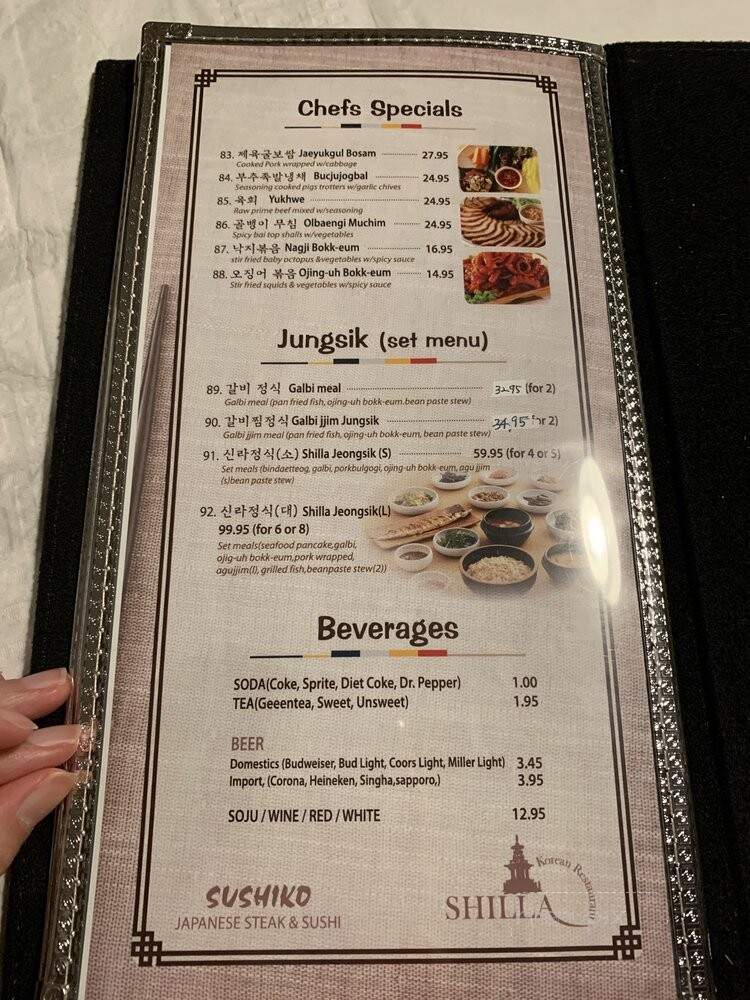 Chefs Specials
83. 제육굴보쌈 Jaeyukgul Bosam 27.95
Cooked Pork wrapped w/cabbage
84. 부추족발냉채 Bucjujogbal 24.95
Seasoning cooked pigs trotters w/garlic chives
85. 육회 Yukhwe 24.95
Raw prime beef mixed w/seasoning
86. 골뱅이 무침 Olbaengi Muchim 24.95
Spicy bai top shalls w/vegetables
87. 낙지볶음 Nagji Bokk-eum 16.95
stir fried baby octopus &vegetables w/spicy sauce
88. 오징어 볶음 Ojing-uh Bokk-eum 14.95
Stir fried squids & vegetables w/spicy sauce
Jungsik (set menu)
89. 갈비 정식 Galbi meal 32.95 (for 2)
Galbi meal (pan fried fish, ojing-uh bokk-eum.bean paste stew)
90. 갈비찜정식 Galbi jjim Jungsik 34.95 2)
Galbi jjim meal (pan fried fish, ojing-uh bokk-eum, bean paste stew)
91. 신라정식(소) Shilla Jeongsik (S) 59.95 (for 4 or 5)
Set meals (bindaetteog, galbi, porkbulgogi, ojing-uh bokk-eum, agu jjim
(s)bean paste stew)
92. 신라정식(대) Shilla Jeongsik(L)
99.95 (for 6 or 8)
Set meals(seafood pancake,galbi,
ojig-uh bokk-eum,pork wrapped,
agujjim(l), grilled fish,beanpaste stew(2))
Beverages
SODA(Coke, Sprite, Diet Coke, Dr. Pepper) 1.00
TEA(Geeentea, Sweet, Unsweet) 1.95
BEER
Domestics (Budweiser, Bud Light, Coors Light, Miller Light) 3.45
Import, (Corona, Heineken, Singha,sapporo,) 3.95
SOJU / WINE / RED / WHITE 12.95
SUSHIKO
JAPANESE STEAK & SUSHI
Korean Restaurant
SHILLA